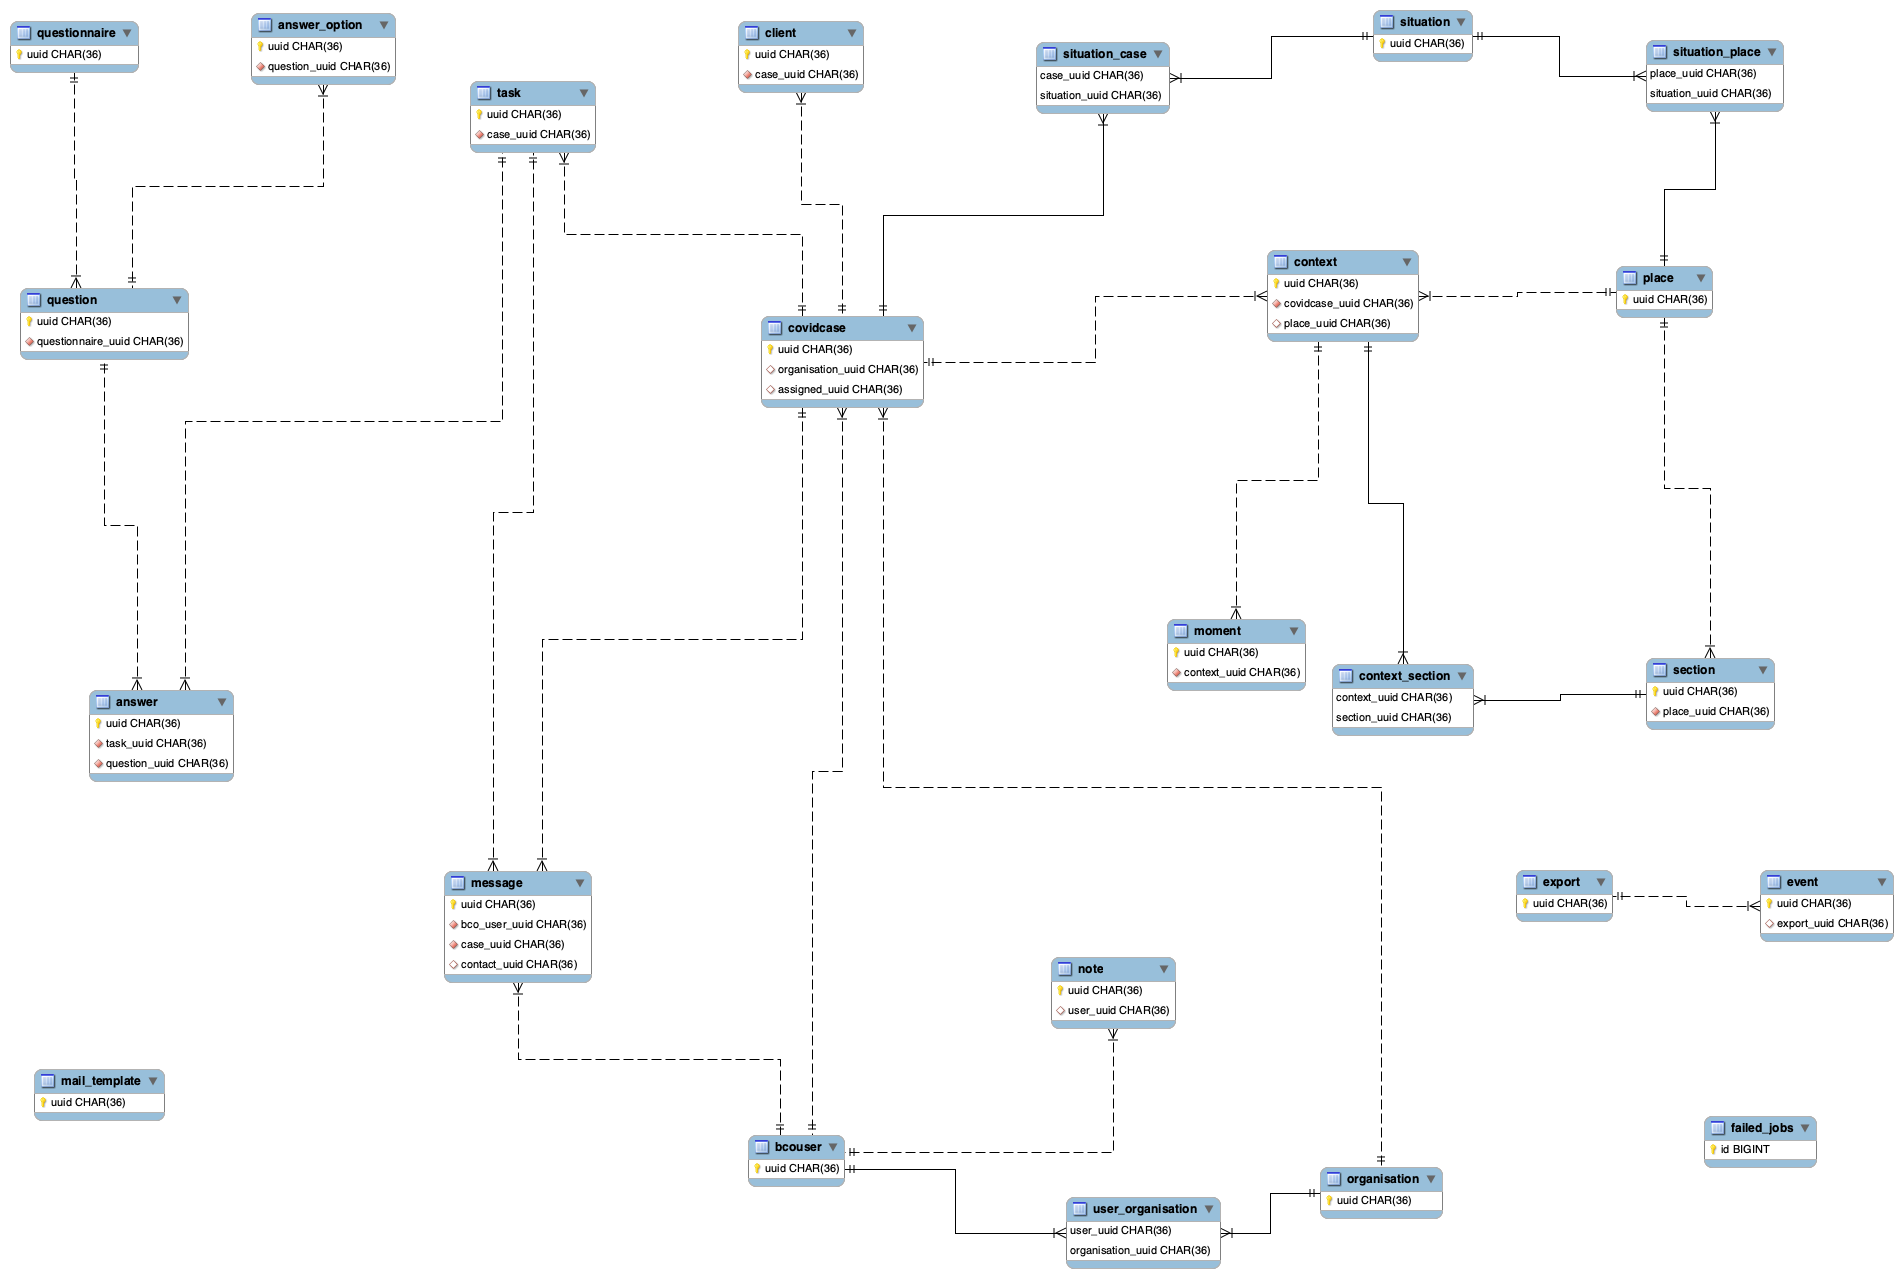 questionnaire
uuid CHAR(36)
answer_option
uuid CHAR(36)
question_uuid CHAR(36)
task
uuid CHAR(36)
case_uuid CHAR(36)
client
uuid CHAR(36)
case_uuid CHAR(36)
situation_case
case_uuid CHAR(36)
situation_uuid CHAR(36)
situation
uuid CHAR(36)
situation_place
place_uuid CHAR(36)
situation_uuid CHAR(36)
question
uuid CHAR(36)
questionnaire_uuid CHAR(36)
covidcase
uuid CHAR(36)
organisation_uuid CHAR(36)
assigned_uuid CHAR(36)
context
uuid CHAR(36)
covidcase_uuid CHAR(36)
place_uuid CHAR(36)
place
uuid CHAR(36)
answer
uuid CHAR(36)
task_uuid CHAR(36)
question_uuid CHAR(36)
moment
uuid CHAR(36)
context_uuid CHAR(36)
context_section
context_uuid CHAR(36)
section_uuid CHAR(36)
section
uuid CHAR(36)
place_uuid CHAR(36)
message
uuid CHAR(36)
bco_user_uuid CHAR(36)
case_uuid CHAR(36)
contact_uuid CHAR(36)
export
uuid CHAR(36)
event
uuid CHAR(36)
export_uuid CHAR(36)
note
uuid CHAR(36)
user_uuid CHAR(36)
mail_template
uuid CHAR(36)
bcouser
uuid CHAR(36)
user_organisation
user_uuid CHAR(36)
organisation_uuid CHAR(36)
organisation
uuid CHAR(36)
failed_jobs
id BIGINT